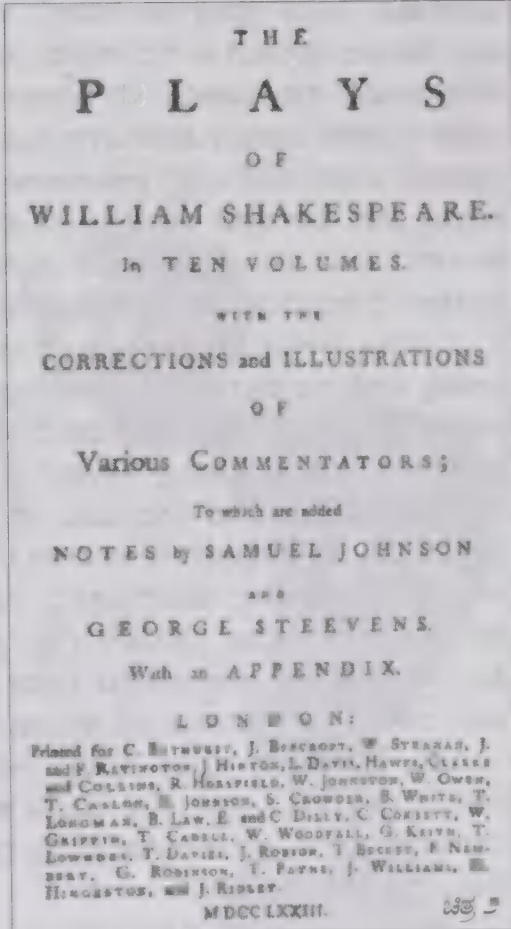 THE
PLAYS
OF
WILLIAM SHAKESPEARE.
In TEN VOLUMES.
WITH THE
CORRECTIONS and ILLUSTRATIONS
OF
Various COMMENTATORS;
To which are added
NOTES by SAMUEL JOHNSON
AND
GEORGE STEEVENS.
With an APPENDIX.
LONDON:
Printed for C. BATHURST, J. BEECROFT, W. STRAHAN, J.
and F. RIVINGTON, J. HINTON, L. DAVIS, HAWES, CLARKE
and COLLINS, R. HORSFIELD, W. JOHNSTON, W. OWEN,
T. CASLON, E. JOHNSON, S. CROWDER, B. WHITE, T.
LONGMAN, B. LAW, E. and C. DILLY, C. CORBETT, W.
GRIFFIN, T. CADELL, W. WOODFALL, G. KEITH, T.
LOWNDES, T. DAVIES, J. ROBSON, T. BECKET, F. NEW-
BERY, G. ROBINSON, T. PAYNE, J. WILLIAMS, M.
HINGESTON, and J. RIDLEY.
MDCCLXXIII.
ಚಿತ್ರ